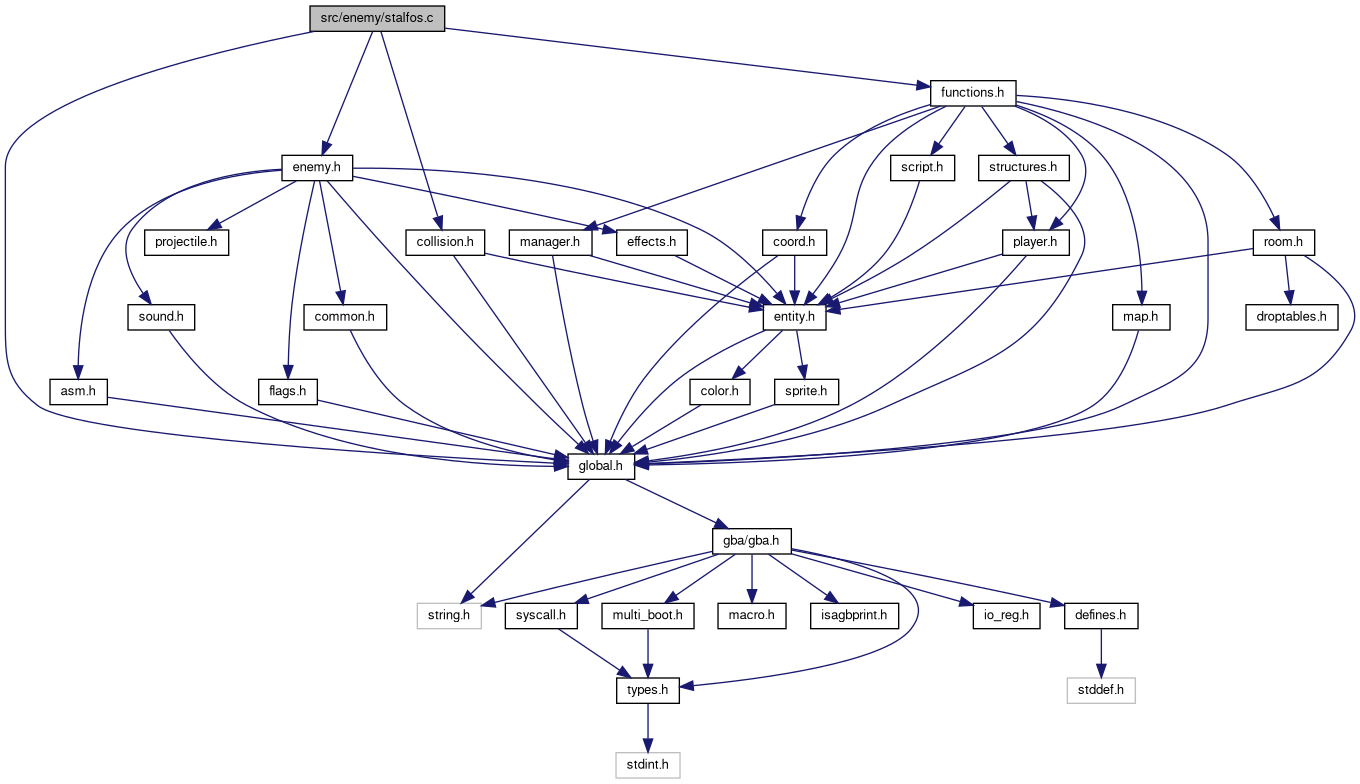 src/enemy/stalfos.c
functions.h
enemy.h
script.h
structures.h
projectile.h
collision.h
manager.h
effects.h
coord.h
player.h
room.h
sound.h
common.h
entity.h
map.h
droptables.h
asm.h
flags.h
color.h
sprite.h
global.h
gba/gba.h
string.h
syscall.h
multi_boot.h
macro.h
isagbprint.h
io_reg.h
defines.h
types.h
stddef.h
stdint.h